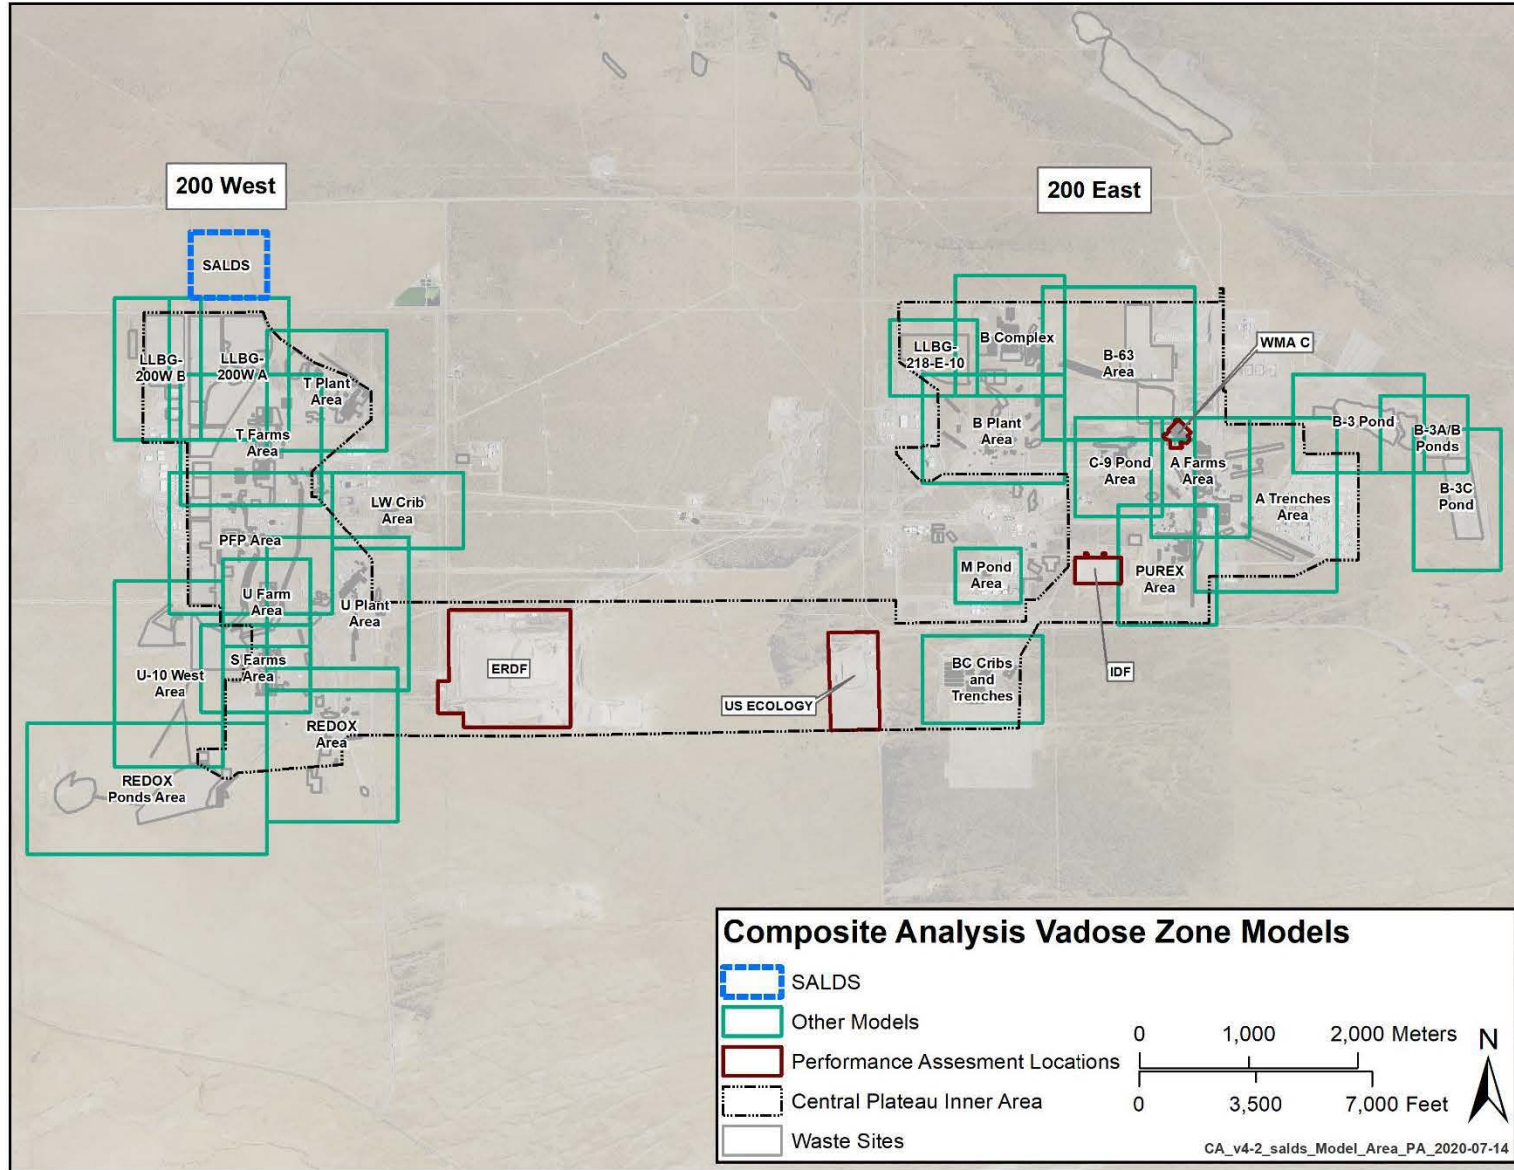 200 West
200 East
SALDS
LLBG-
200W B
LLBG-
200W A
T Plant
Area
T Farms
Area
LW Crib
Area
PFP Area
U Farm
Area
U Plant
Area
S Farms
Area
U-10 West
Area
REDOX
Area
REDOX
Ponds Area
ERDF
US ECOLOGY
B Complex
LLBG-
218-E-10
B-63
Area
WMA C
B Plant
Area
C-9 Pond
Area
A Farms
Area
A Trenches
Area
B-3 Pond
B-3A/B
Ponds
B-3C
Pond
M Pond
Area
PUREX
Area
IDF
BC Cribs
and
Trenches
Composite Analysis Vadose Zone Models
SALDS
Other Models
Performance Assesment Locations
Central Plateau Inner Area
Waste Sites
0 1,000 2,000 Meters
0 3,500 7,000 Feet
N
CA_v4-2_salds_Model_Area_PA_2020-07-14